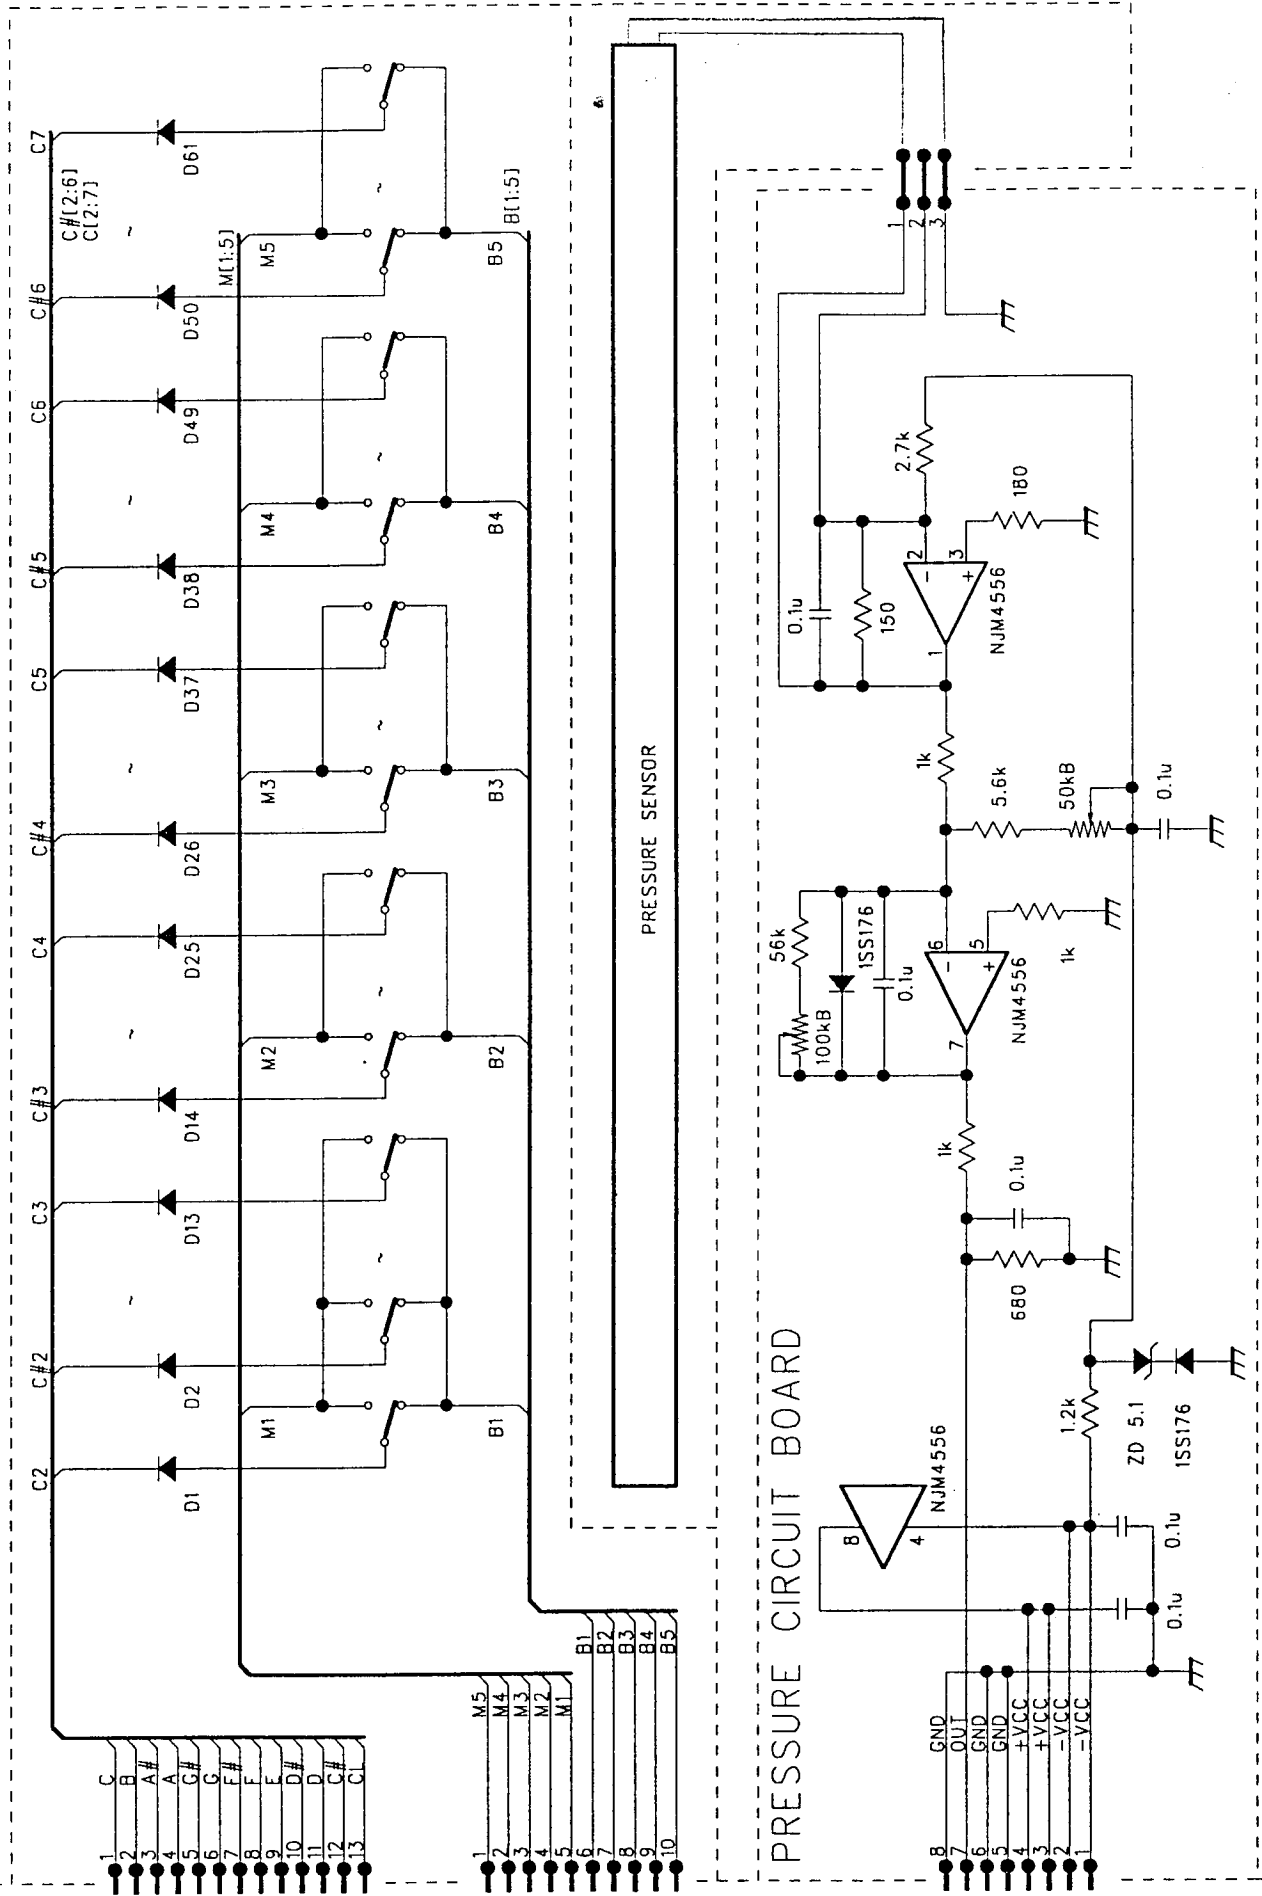 C7
C#[2:6]
C[2:7]
D61
M[1:5]
M5
B[1:5]
B5
C#6
D50
C6
D49
M4
B4
C#5
D38
C5
D37
M3
B3
C#4
D26
C4
D25
M2
B2
C#3
D14
C3
D13
C#2
D2
M1
B1
C2
D1
1 C
2 B
3 A#
4 A
5 G#
6 G
7 F#
8 F
9 E
10 D#
11 D
12 C#
13 CL
1 M5
2 M4
3 M3
4 M2
5 M1
6 B1
7 B2
8 B3
9 B4
10 B5
PRESSURE SENSOR
PRESSURE CIRCUIT BOARD
1
2
3
2.7k
180
0.1u
150
2
3
-
+
1
NJM4556
1k
5.6k
50kB
0.1u
56k
100kB
1SS176
0.1u
6
5
-
+
7
NJM4556
1k
1k
0.1u
680
1.2k
ZD 5.1
1SS176
8
4
NJM4556
0.1u
0.1u
8 GND
7 OUT
6 GND
5 GND
4 +VCC
3 +VCC
2 -VCC
1 -VCC